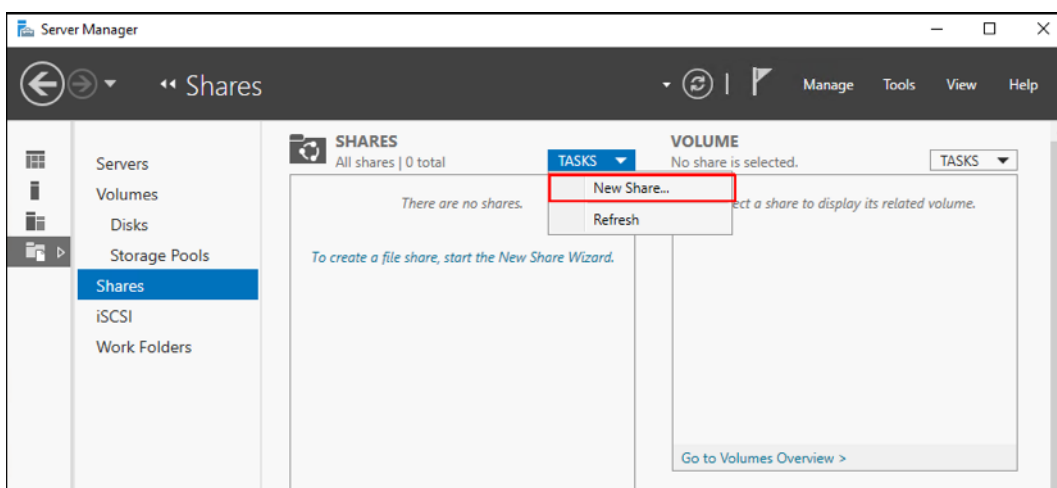 Server Manager
Shares
Manage Tools View Help
Servers
Volumes
Disks
Storage Pools
Shares
iSCSI
Work Folders
SHARES
All shares | 0 total
TASKS
New Share...
Refresh
There are no shares.
To create a file share, start the New Share Wizard.
VOLUME
No share is selected.
TASKS
ect a share to display its related volume.
Go to Volumes Overview >